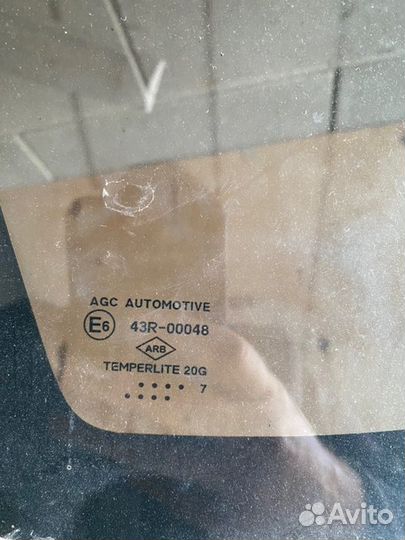 AGC AUTOMOTIVE
E6 43R-00048
ARB
TEMPERLITE 20G
•••• 7
••••
Avito